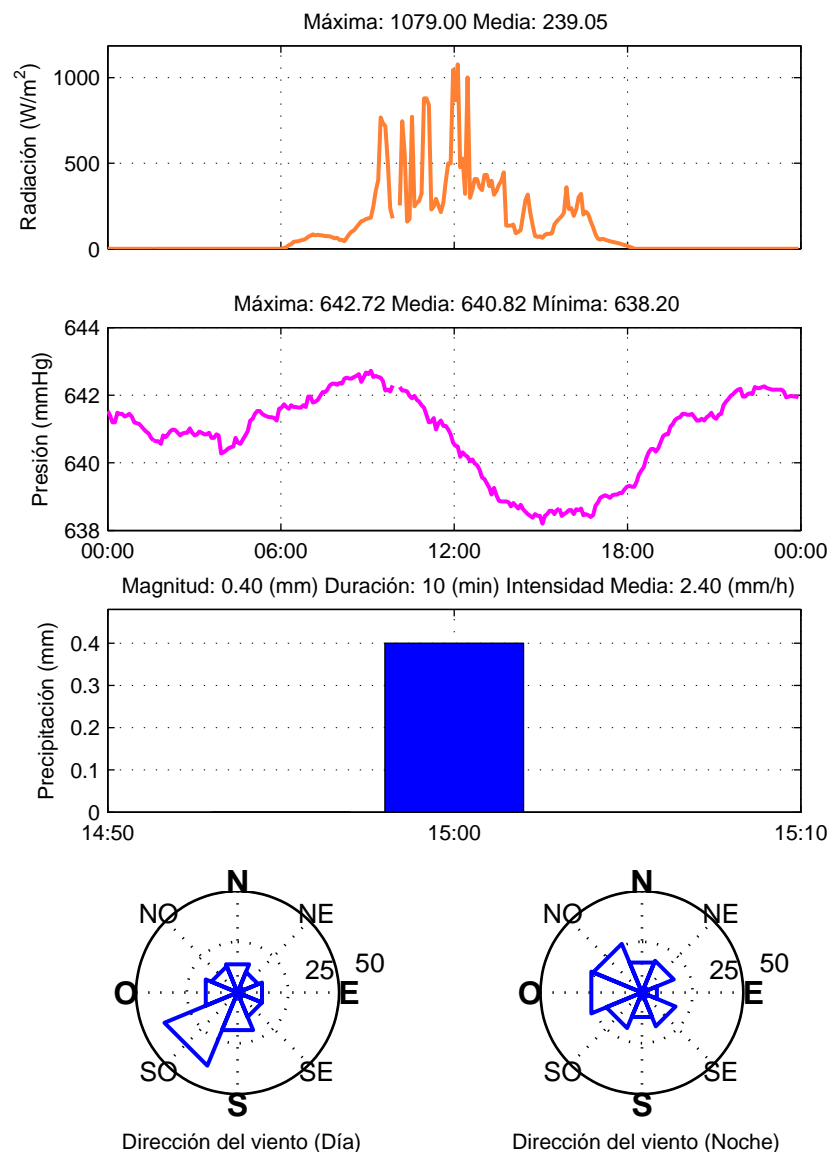 Máxima: 1079.00 Media: 239.05
1000
500
0
Radiación (W/m²)
Máxima: 642.72 Media: 640.82 Mínima: 638.20
644
642
640
638
Presión (mmHg)
00:00 06:00 12:00 18:00 00:00
Magnitud: 0.40 (mm) Duración: 10 (min) Intensidad Media: 2.40 (mm/h)
0.4
0.3
0.2
0.1
0
Precipitación (mm)
14:50 15:00 15:10
N
NO NE
25 50
O E
SO SE
S
Dirección del viento (Día)
N
NO NE
25 50
O E
SO SE
S
Dirección del viento (Noche)